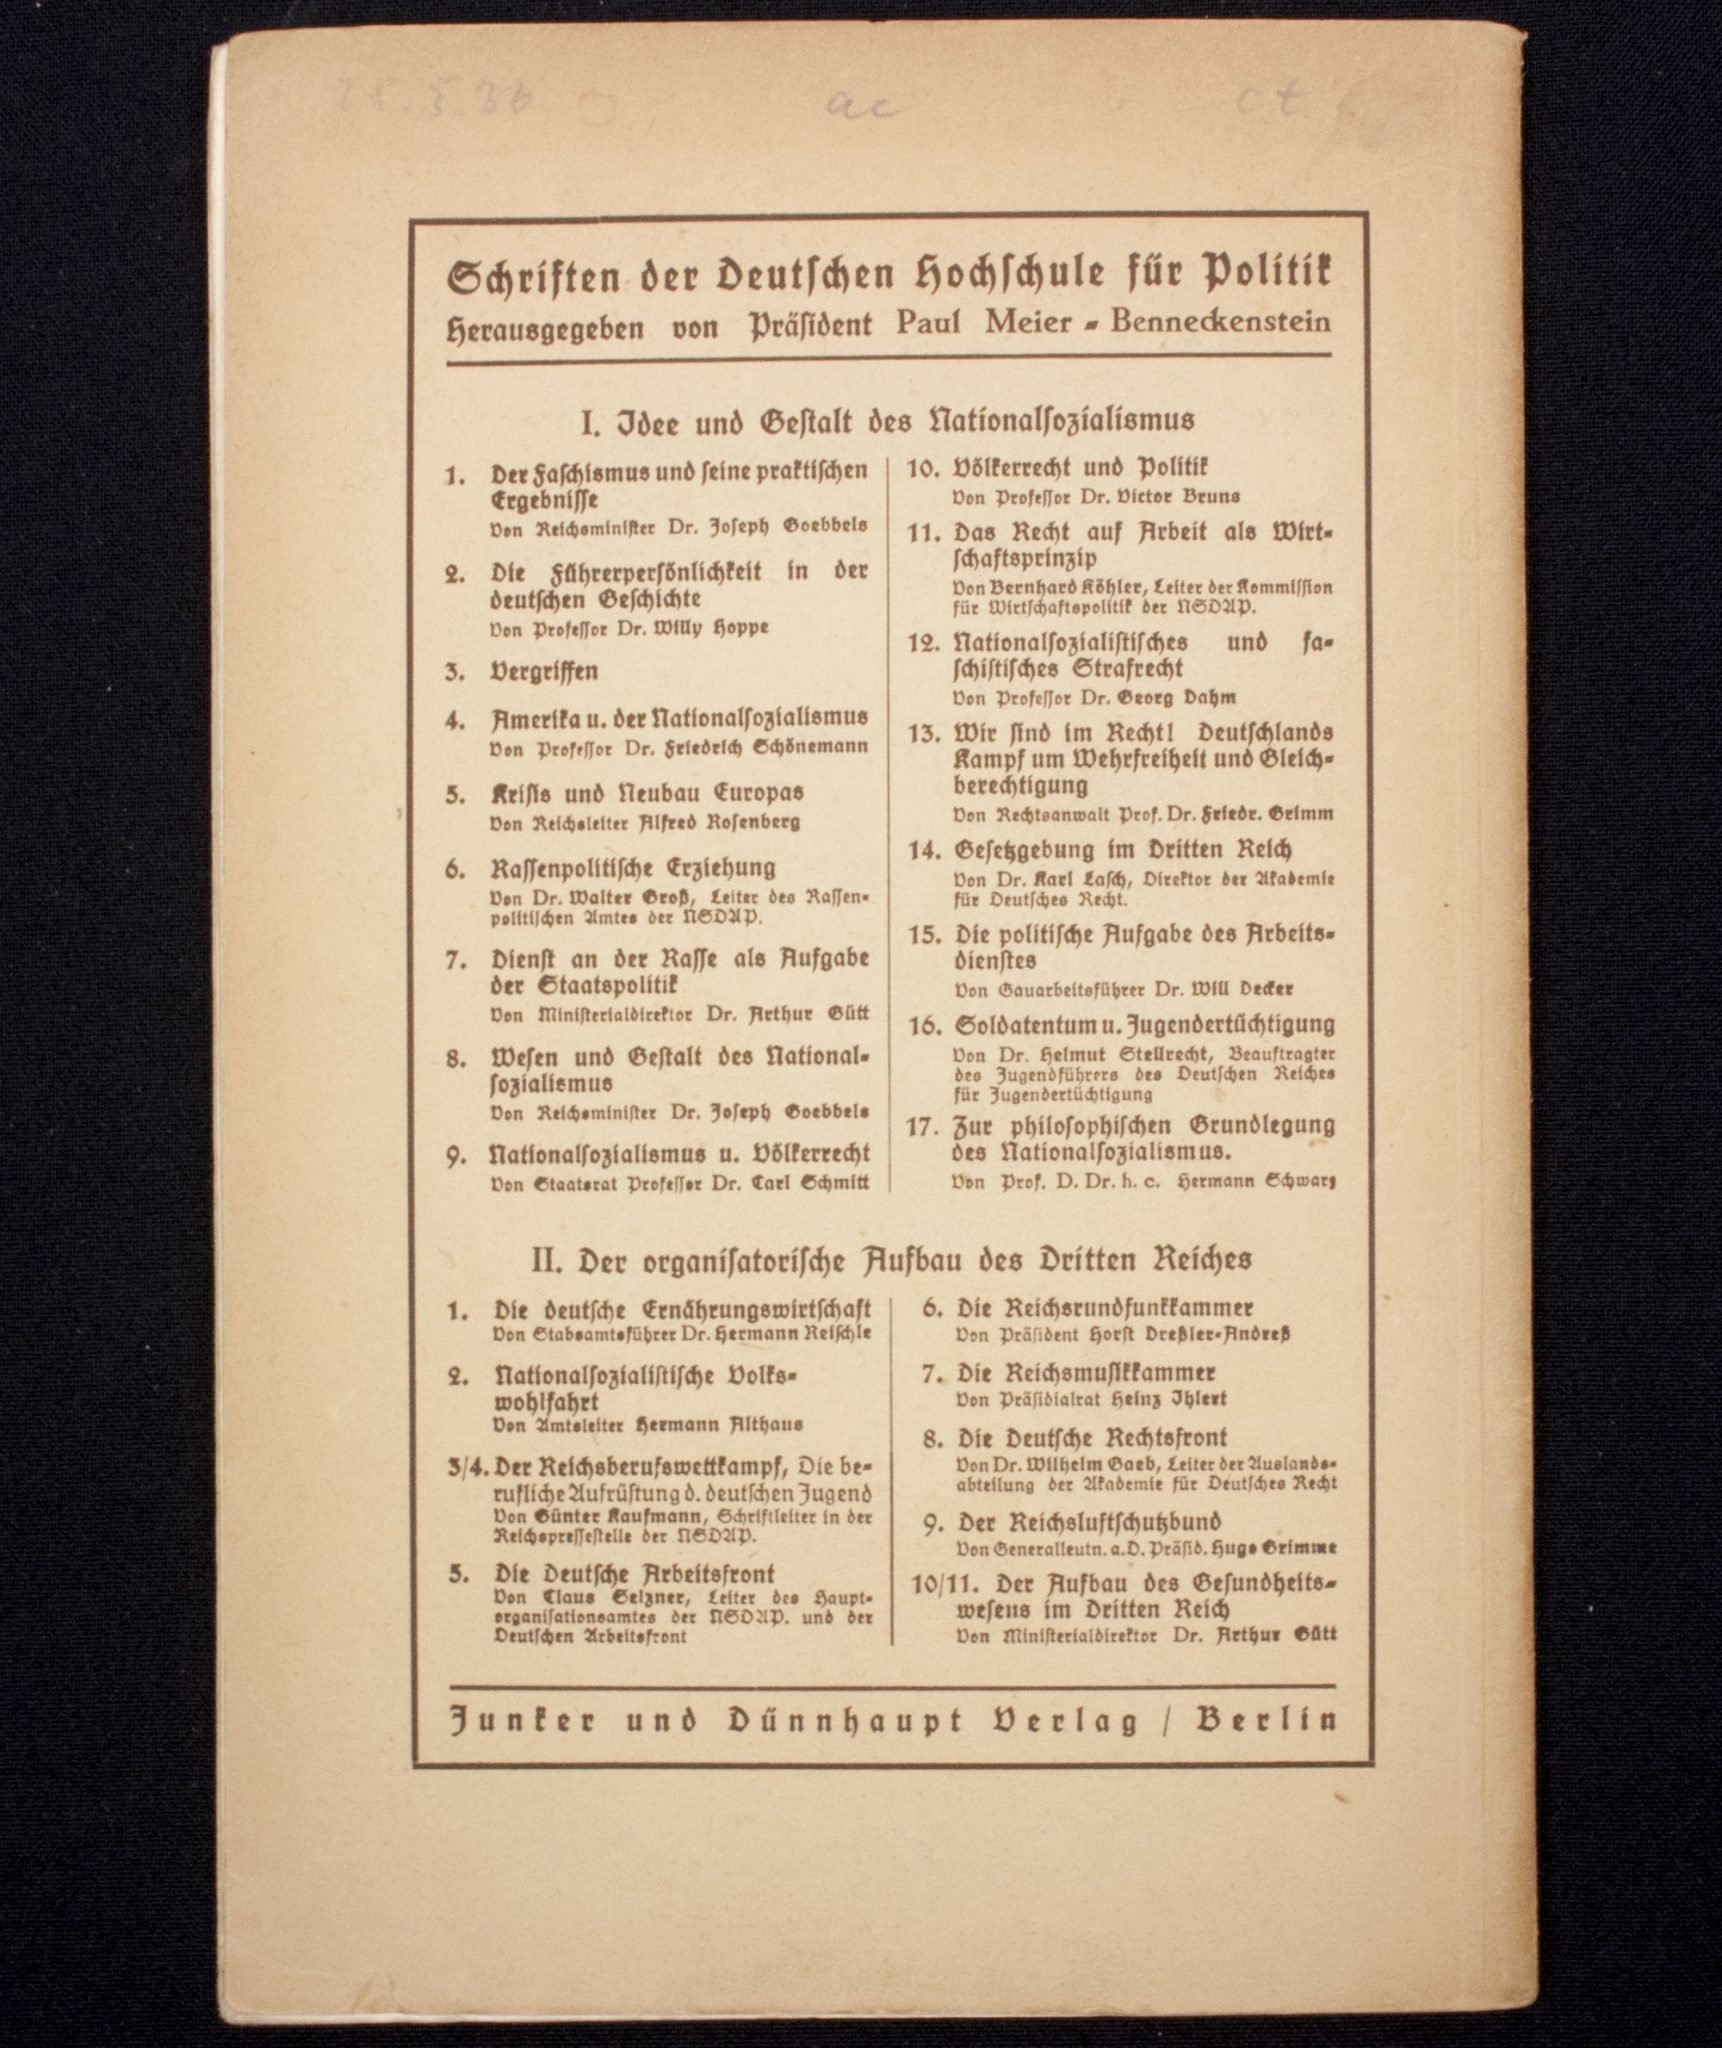 ac
c.t.
Schriften der Deutschen Hochschule für Politik
Herausgegeben von Präsident Paul Meier-Benneckenstein
I. Idee und Gestalt des Nationalsozialismus
1. Der Faschismus und seine praktischen
Ergebnisse
Von Reichsminister Dr. Joseph Goebbels
2. Die Führerpersönlichkeit in der
deutschen Geschichte
Von Professor Dr. Willy Hoppe
3. Vergriffen
4. Amerika u. der Nationalsozialismus
Von Professor Dr. Friedrich Schönemann
5. Krisis und Neubau Europas
Von Reichsleiter Alfred Rosenberg
6. Rassenpolitische Erziehung
Von Dr. Walter Groß, Leiter des Rassen-
politischen Amtes der NSDAP.
7. Dienst an der Rasse als Aufgabe
der Staatspolitik
Von Ministerialdirektor Dr. Arthur Gütt
8. Wesen und Gestalt des National-
sozialismus
Von Reichsminister Dr. Joseph Goebbels
9. Nationalsozialismus u. Völkerrecht
Von Staatsrat Professor Dr. Carl Schmitt
10. Völkerrecht und Politik
Von Professor Dr. Victor Bruns
11. Das Recht auf Arbeit als Wirt-
schaftsprinzip
Von Bernhard Köhler, Leiter der Kommission
für Wirtschaftspolitik der NSDAP.
12. Nationalsozialistisches und fa-
schistisches Strafrecht
Von Professor Dr. Georg Dahm
13. Wir sind im Recht! Deutschlands
Kampf um Wehrfreiheit und Gleich-
berechtigung
Von Rechtsanwalt Prof. Dr. Friedr. Grimm
14. Gesetzgebung im Dritten Reich
Von Dr. Karl Lasch, Direktor der Akademie
für Deutsches Recht.
15. Die politische Aufgabe des Arbeits-
dienstes
Von Gauarbeitsführer Dr. Will Decker
16. Soldatentum u. Jugendertüchtigung
Von Dr. Helmut Stellrecht, Beauftragter
des Jugendführers des Deutschen Reiches
für Jugendertüchtigung
17. Zur philosophischen Grundlegung
des Nationalsozialismus.
Von Prof. D. Dr. h. c. Hermann Schwarz
II. Der organisatorische Aufbau des Dritten Reiches
1. Die deutsche Ernährungswirtschaft
Von Stabsamtsführer Dr. Hermann Reischle
2. Nationalsozialistische Volks-
wohlfahrt
Von Amtsleiter Hermann Althaus
3/4. Der Reichsberufswettkampf, Die be-
rufliche Aufrüstung d. deutschen Jugend
Von Günter Kaufmann, Schriftleiter in der
Reichspressestelle der NSDAP.
5. Die Deutsche Arbeitsfront
Von Claus Selzner, Leiter des Haupt-
organisationsamtes der NSDAP. und der
Deutschen Arbeitsfront
6. Die Reichsrundfunkkammer
Von Präsident Horst Dreßler-Andreß
7. Die Reichsmusikkammer
Von Präsidialrat Heinz Ihlert
8. Die Deutsche Rechtsfront
Von Dr. Wilhelm Gaeb, Leiter der Auslands-
abteilung der Akademie für Deutsches Recht
9. Der Reichsluftschutzbund
Von Generalleutn. a. D. Präsid. Hugo Grimme
10/11. Der Aufbau des Gesundheits-
wesens im Dritten Reich
Von Ministerialdirektor Dr. Arthur Gütt
Junker und Dünnhaupt Verlag / Berlin